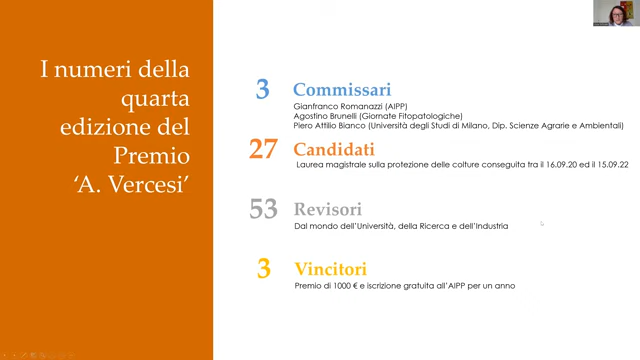 I numeri della
quarta
edizione del
Premio
‘A. Vercesi’
3 Commissari
Gianfranco Romanazzi (AIPP)
Agostino Brunelli (Giornate Fitopatologiche)
Piero Attilio Bianco (Università degli Studi di Milano, Dip. Scienze Agrarie e Ambientali)
27 Candidati
Laurea magistrale sulla protezione delle colture conseguita tra il 16.09.20 ed il 15.09.22
53 Revisori
Dal mondo dell’Università, della Ricerca e dell’Industria
3 Vincitori
Premio di 1000 € e iscrizione gratuita all’AIPP per un anno